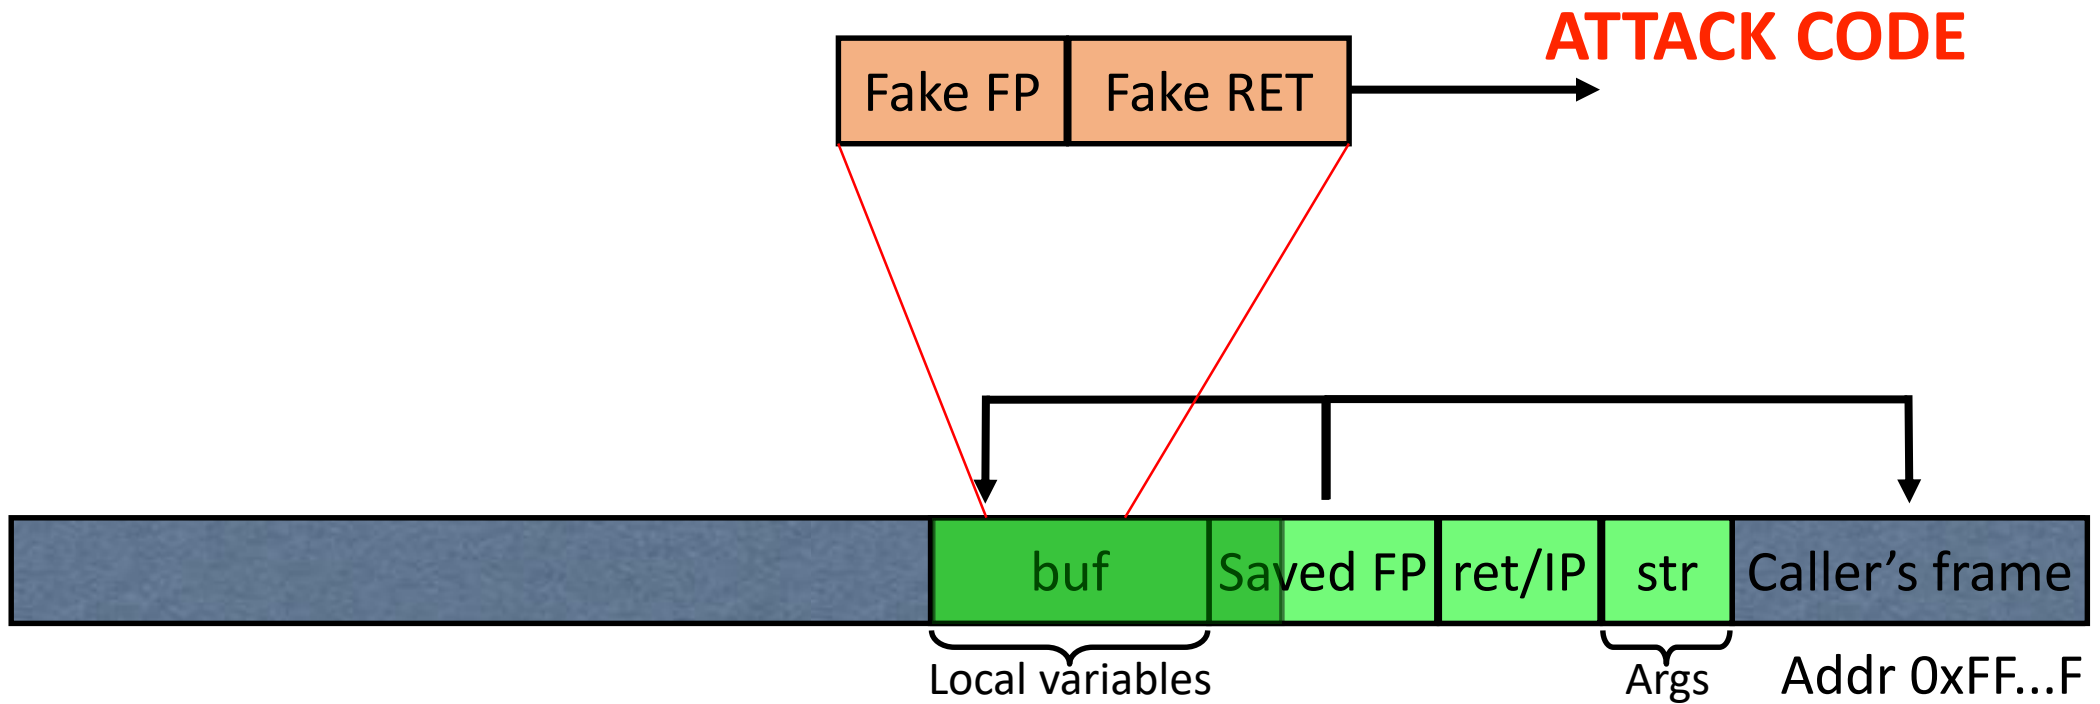 ATTACK CODE
Fake FP
Fake RET
buf
Saved FP
ret/IP
str
Caller’s frame
Local variables
Args
Addr 0xFF...F